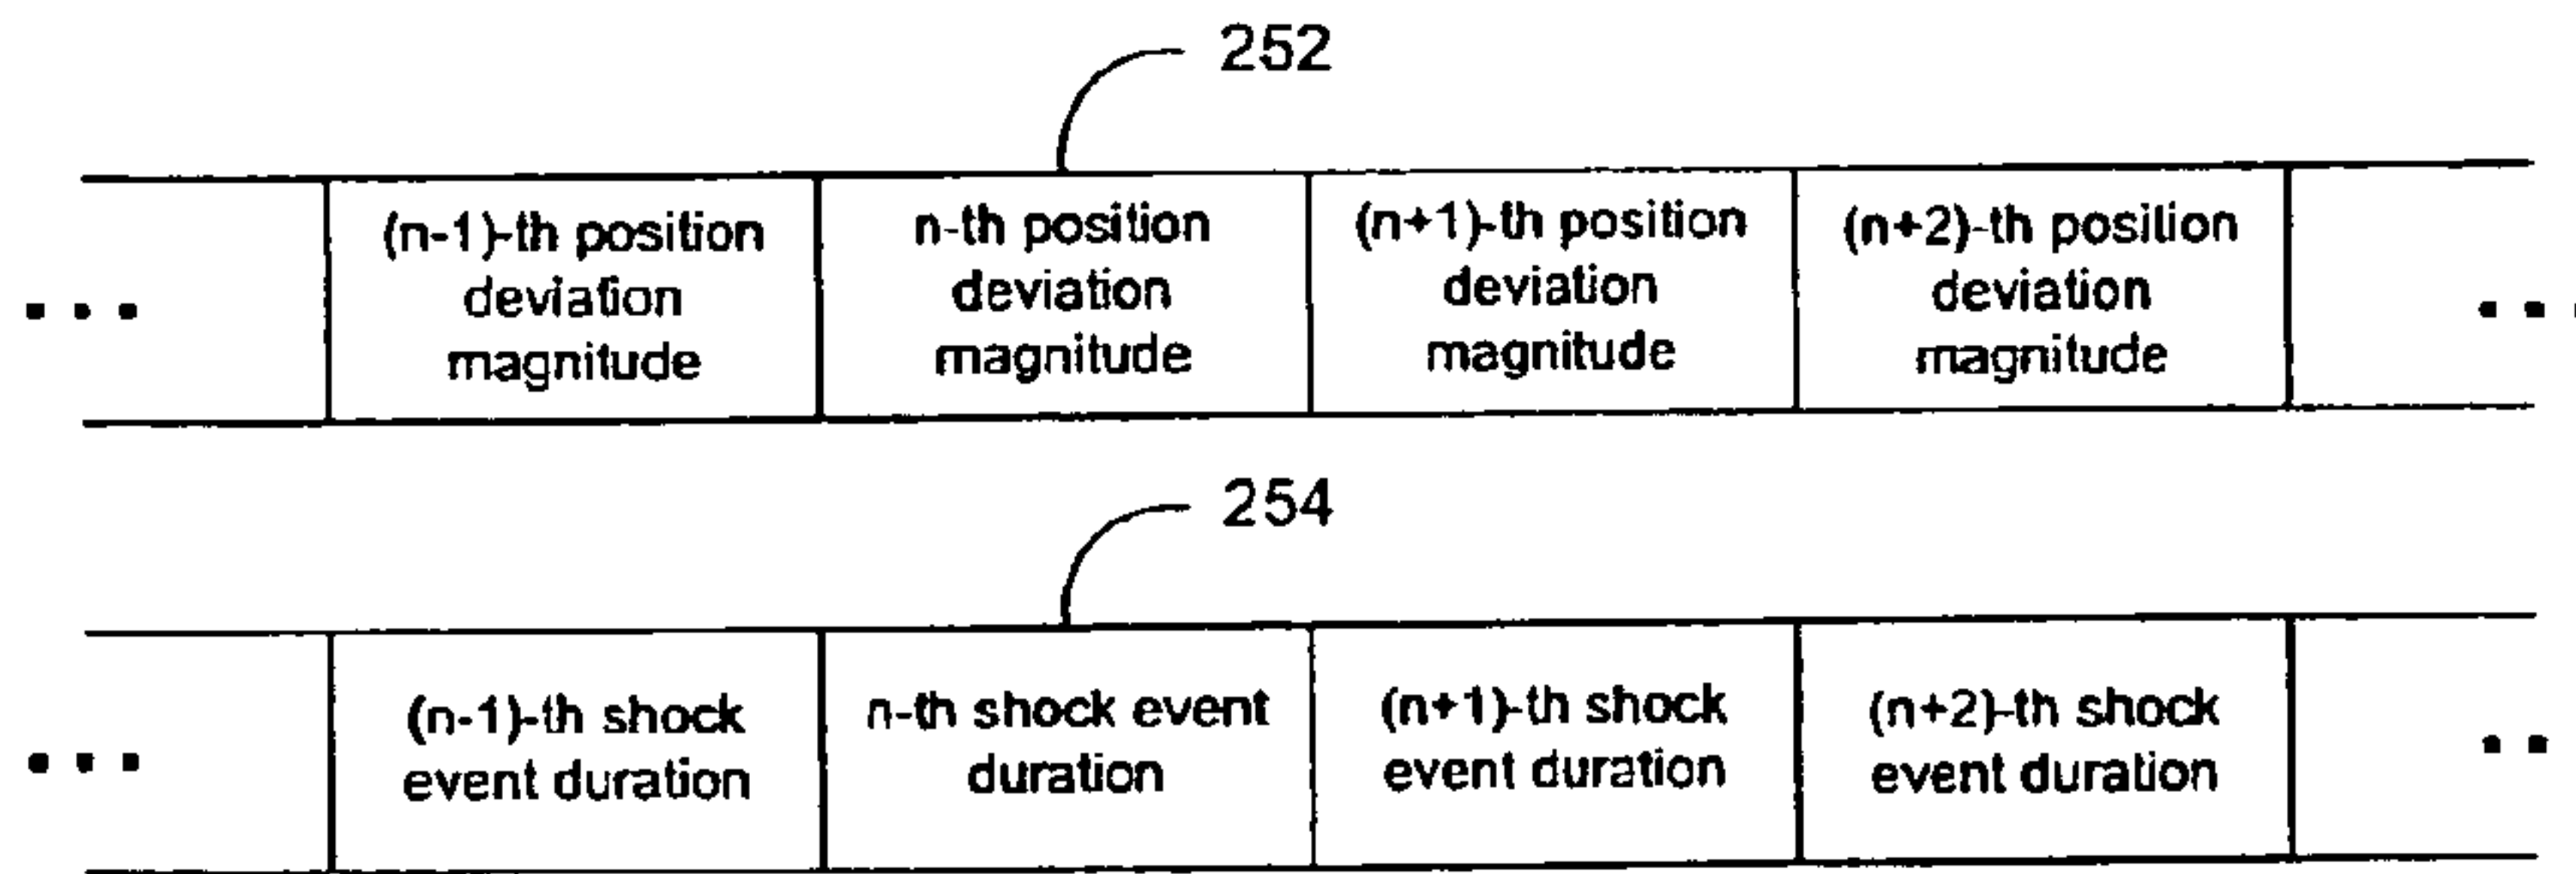 252
(n-1)-th position
deviation
magnitude
n-th position
deviation
magnitude
(n+1)-th position
deviation
magnitude
(n+2)-th position
deviation
magnitude
254
(n-1)-th shock
event duration
n-th shock event
duration
(n+1)-th shock
event duration
(n+2)-th shock
event duration